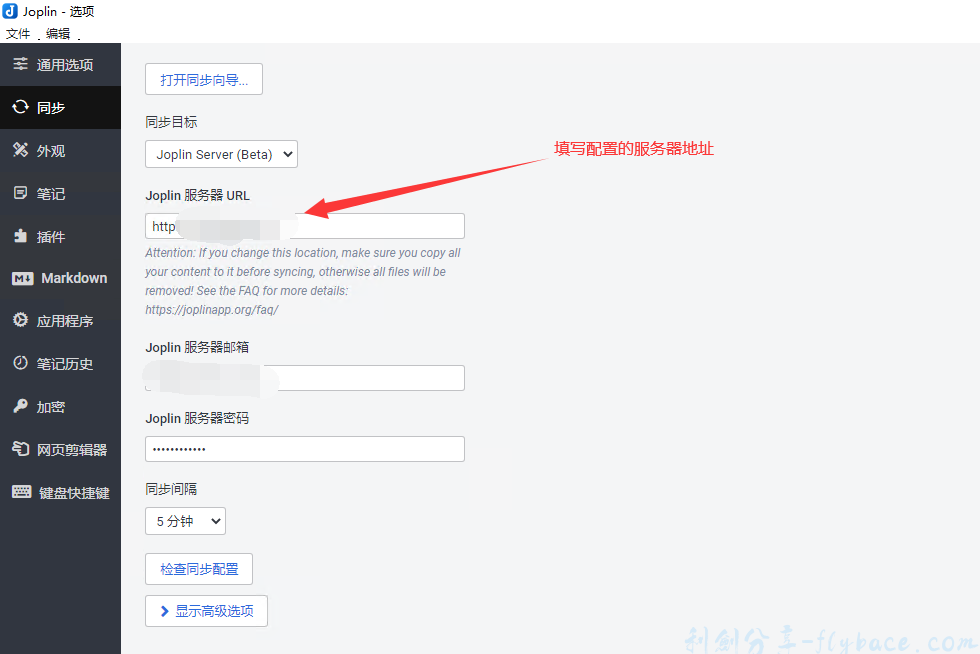 Joplin - 选项
文件 . 编辑 .
通用选项
同步
外观
笔记
插件
Markdown
应用程序
笔记历史
加密
网页剪辑器
键盘快捷键
打开同步向导...
同步目标
Joplin Server (Beta)
填写配置的服务器地址
Joplin 服务器 URL
http
Attention: If you change this location, make sure you copy all
your content to it before syncing, otherwise all files will be
removed! See the FAQ for more details:
https://joplinapp.org/faq/
Joplin 服务器邮箱
Joplin 服务器密码
••••••••••••
同步间隔
5 分钟
检查同步配置
显示高级选项
利剑分享-flybace.com